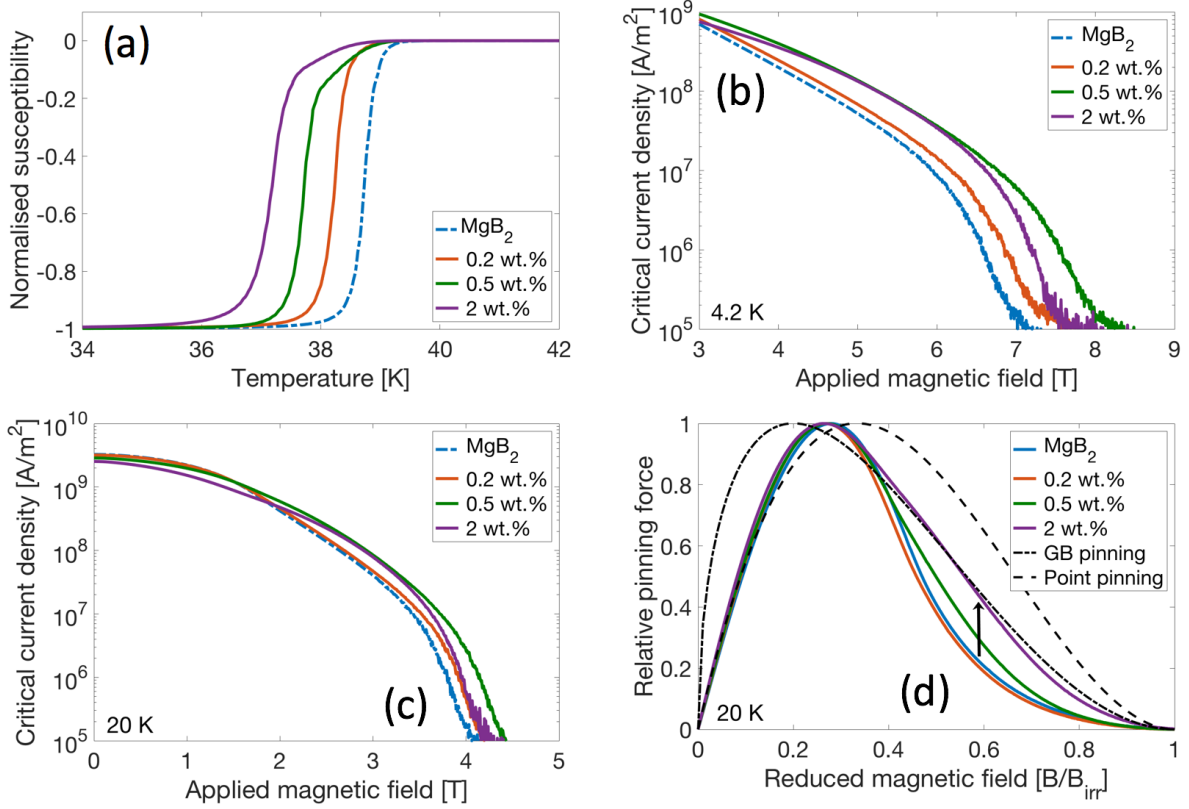 (a)
Normalised susceptibility
0
-0.2
-0.4
-0.6
-0.8
-1
34
36
38
40
42
Temperature [K]
MgB2
0.2 wt.%
0.5 wt.%
2 wt.%
(b)
Critical current density [A/m2]
10^9
10^8
10^7
10^6
10^5
4.2 K
3
4
5
6
7
8
9
Applied magnetic field [T]
MgB2
0.2 wt.%
0.5 wt.%
2 wt.%
(c)
Critical current density [A/m2]
10^10
10^9
10^8
10^7
10^6
10^5
20 K
0
1
2
3
4
5
Applied magnetic field [T]
MgB2
0.2 wt.%
0.5 wt.%
2 wt.%
(d)
Relative pinning force
1
0.8
0.6
0.4
0.2
0
20 K
0
0.2
0.4
0.6
0.8
1
Reduced magnetic field [B/Birr]
MgB2
0.2 wt.%
0.5 wt.%
2 wt.%
GB pinning
Point pinning